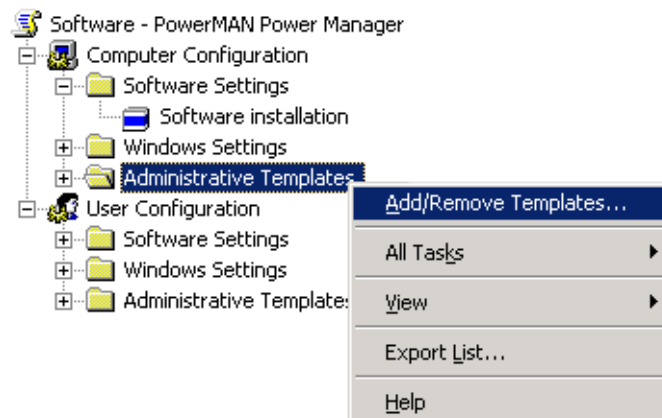 Software - PowerMAN Power Manager
Computer Configuration
Software Settings
Software installation
Windows Settings
Administrative Templates
User Configuration
Software Settings
Windows Settings
Administrative Template
Add/Remove Templates...
All Tasks
View
Export List...
Help